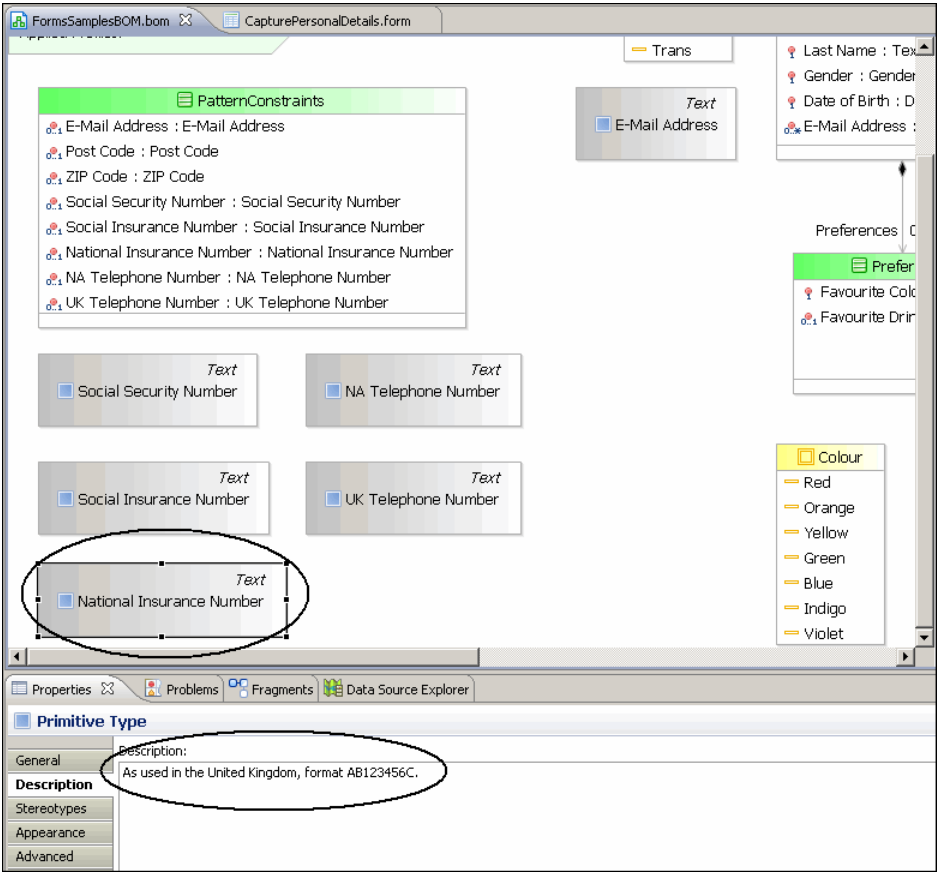 FormsSamplesBOM.bom
CapturePersonalDetails.form
Trans
Last Name : Tex
Gender : Gender
Date of Birth : D
E-Mail Address :
PatternConstraints
E-Mail Address : E-Mail Address
Post Code : Post Code
ZIP Code : ZIP Code
Social Security Number : Social Security Number
Social Insurance Number : Social Insurance Number
National Insurance Number : National Insurance Number
NA Telephone Number : NA Telephone Number
UK Telephone Number : UK Telephone Number
Text
E-Mail Address
Preferences
Prefer
Favourite Colo
Favourite Drin
Text
Social Security Number
Text
NA Telephone Number
Text
Social Insurance Number
Text
UK Telephone Number
Text
National Insurance Number
Colour
Red
Orange
Yellow
Green
Blue
Indigo
Violet
Properties
Problems
Fragments
Data Source Explorer
Primitive Type
General
Description
Stereotypes
Appearance
Advanced
Description:
As used in the United Kingdom, format AB123456C.